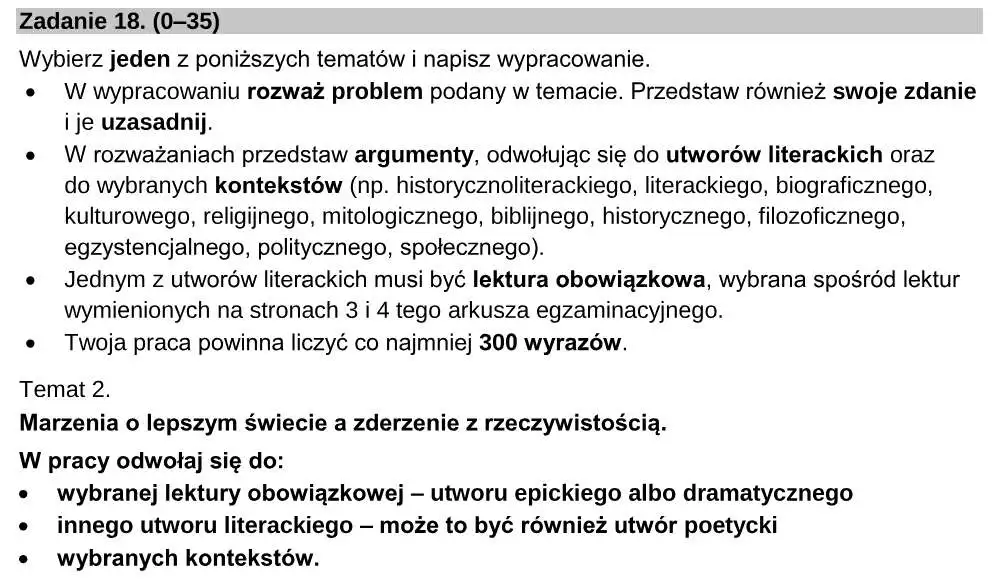 Zadanie 18. (0–35)
Wybierz jeden z poniższych tematów i napisz wypracowanie.
• W wypracowaniu rozważ problem podany w temacie. Przedstaw również swoje zdanie
i je uzasadnij.
• W rozważaniach przedstaw argumenty, odwołując się do utworów literackich oraz
do wybranych kontekstów (np. historycznoliterackiego, literackiego, biograficznego,
kulturowego, religijnego, mitologicznego, biblijnego, historycznego, filozoficznego,
egzystencjalnego, politycznego, społecznego).
• Jednym z utworów literackich musi być lektura obowiązkowa, wybrana spośród lektur
wymienionych na stronach 3 i 4 tego arkusza egzaminacyjnego.
• Twoja praca powinna liczyć co najmniej 300 wyrazów.
Temat 2.
Marzenia o lepszym świecie a zderzenie z rzeczywistością.
W pracy odwołaj się do:
• wybranej lektury obowiązkowej – utworu epickiego albo dramatycznego
• innego utworu literackiego – może to być również utwór poetycki
• wybranych kontekstów.